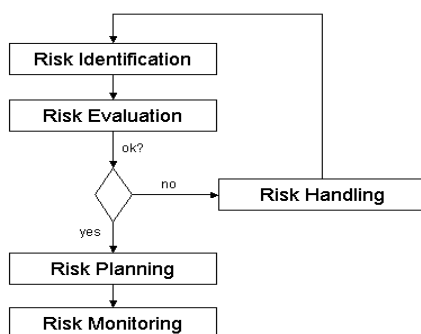 Risk Identification
Risk Evaluation
ok?
no
Risk Handling
yes
Risk Planning
Risk Monitoring